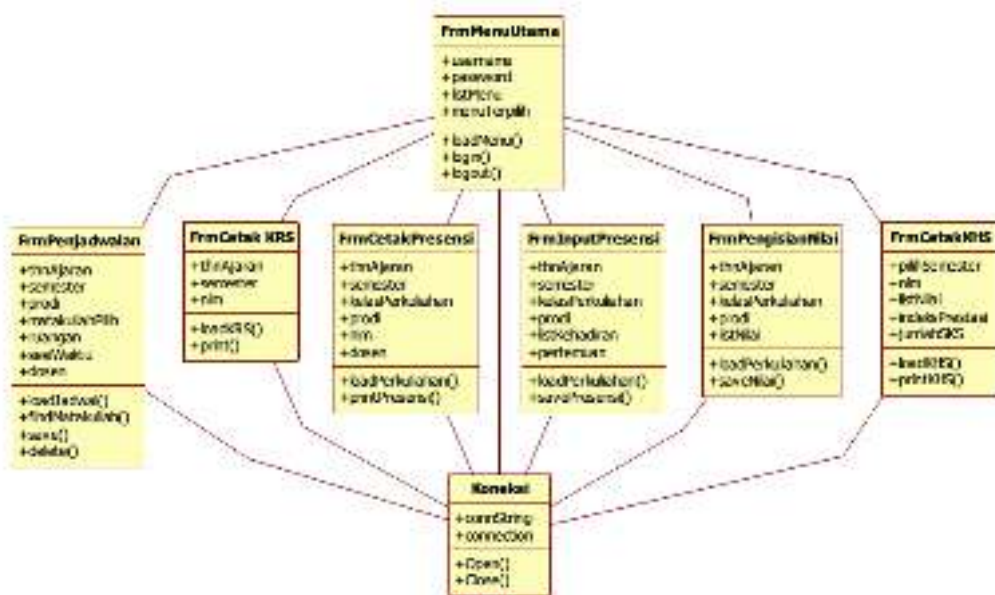 FrmMenuUtama
+username
+password
+listMenu
+menuTerpilih
+loadMenu()
+login()
+logout()
FrmPenjadwalan
+thnAjaran
+semester
+prodi
+matakuliahPilih
+ruangan
+dosen
+loadJadwal()
+findMatakuliah()
+save()
+delete()
FrmCetak KRS
+thnAjaran
+semester
+nim
+loadKRS()
+print()
FrmCetakPresensi
+thnAjaran
+semester
+kelasPerkuliahan
+prodi
+nim
+dosen
+loadPerkuliahan()
+printPresensi()
FrmInputPresensi
+thnAjaran
+semester
+kelasPerkuliahan
+prodi
+listKehadiran
+pertemuan
+loadPerkuliahan()
+savePresensi()
FrmPengisianNilai
+thnAjaran
+semester
+kelasPerkuliahan
+prodi
+listNilai
+loadPerkuliahan()
+saveNilai()
FrmCetakKHS
+pilihSemester
+nim
+listNilai
+indeksPrestasi
+jumlahSKS
+loadKHS()
+printKHS()
Koneksi
+connString
+connection
+Open()
+Close()